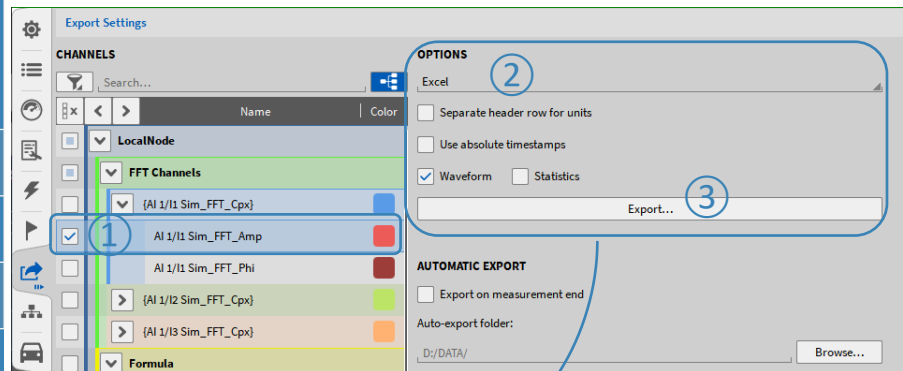 Export Settings
CHANNELS
Search...
Name
Color
LocalNode
FFT Channels
{AI 1/I1 Sim_FFT_Cpx}
①
AI 1/I1 Sim_FFT_Amp
AI 1/I1 Sim_FFT_Phi
{AI 1/I2 Sim_FFT_Cpx}
{AI 1/I3 Sim_FFT_Cpx}
Formula
OPTIONS
②
Excel
Separate header row for units
Use absolute timestamps
Waveform
Statistics
③
Export...
AUTOMATIC EXPORT
Export on measurement end
Auto-export folder:
D:/DATA/
Browse...